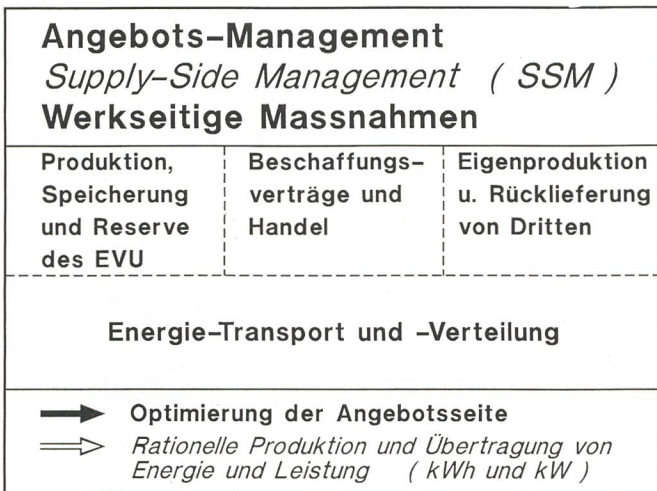 Angebots-Management
Supply-Side Management ( SSM )
Werkseitige Massnahmen
Produktion,
Speicherung
und Reserve
des EVU
Beschaffungs-
verträge und
Handel
Eigenproduktion
u. Rücklieferung
von Dritten
Energie-Transport und -Verteilung
Optimierung der Angebotsseite
Rationelle Produktion und Übertragung von
Energie und Leistung ( kWh und kW )